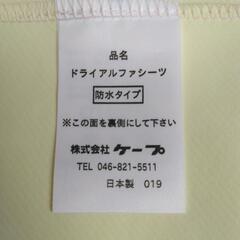 品名
ドライアルファシーツ
防水タイプ
※この面を裏側にして下さい
株式会社ケープ
TEL 046-821-5511
日本製 019